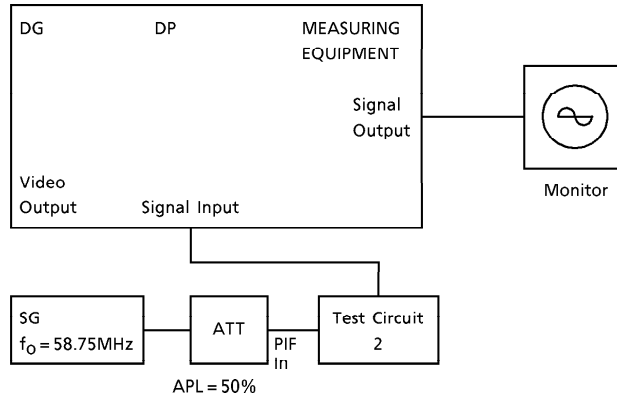 DG DP MEASURING
EQUIPMENT
Signal
Output
Monitor
Video
Output Signal Input
SG
fo = 58.75MHz
ATT
PIF
In
Test Circuit
2
APL = 50%